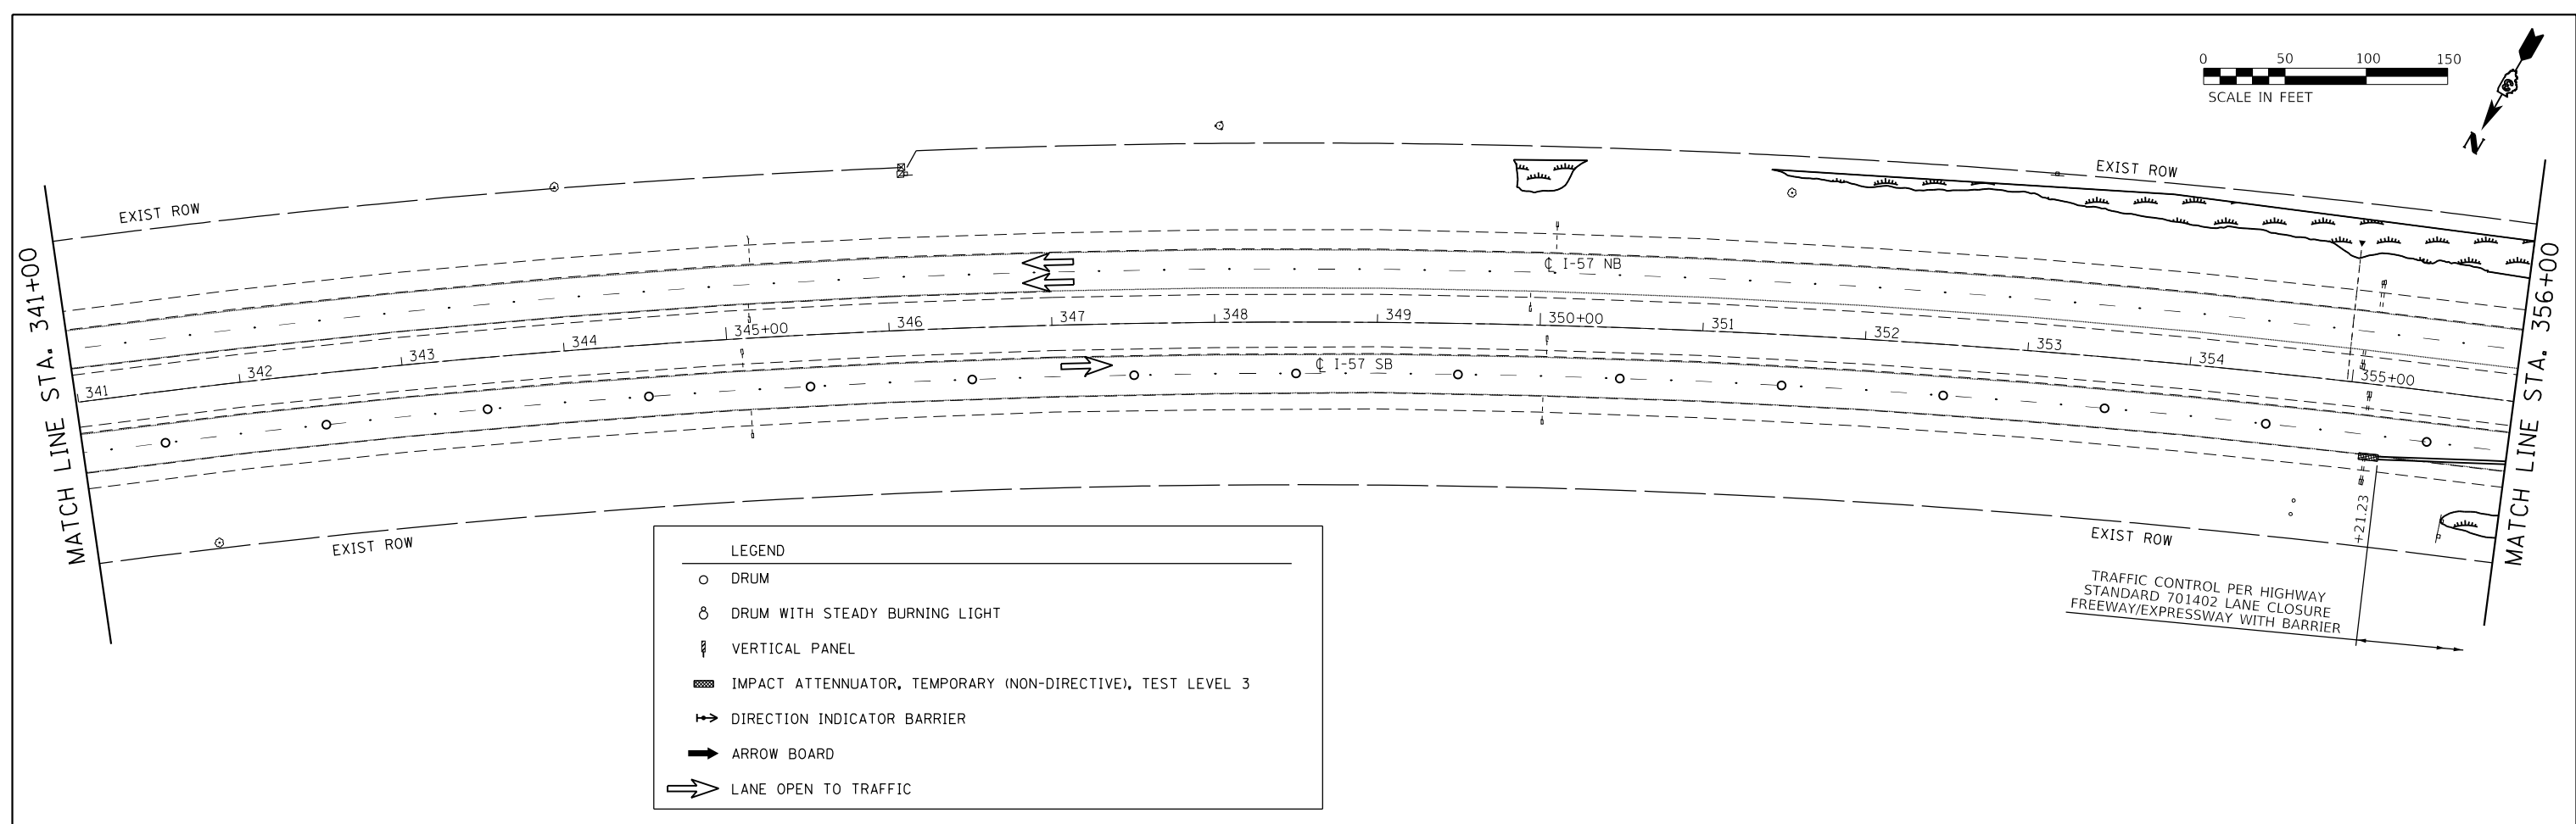 0 50 100 150
SCALE IN FEET
N
EXIST ROW
EXIST ROW
MATCH LINE STA. 341+00
MATCH LINE STA. 356+00
℄ I-57 NB
341 342 343 344 345+00 346 347 348 349 350+00 351 352 353 354 355+00
℄ I-57 SB
EXIST ROW
EXIST ROW
+21.23
TRAFFIC CONTROL PER HIGHWAY
STANDARD 701402 LANE CLOSURE
FREEWAY/EXPRESSWAY WITH BARRIER
LEGEND
DRUM
DRUM WITH STEADY BURNING LIGHT
VERTICAL PANEL
IMPACT ATTENNUATOR, TEMPORARY (NON-DIRECTIVE), TEST LEVEL 3
DIRECTION INDICATOR BARRIER
ARROW BOARD
LANE OPEN TO TRAFFIC